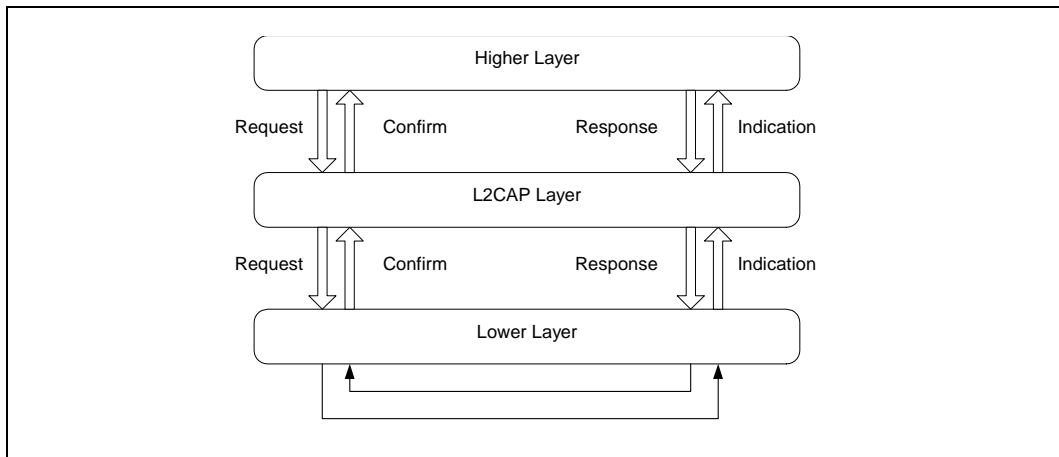 Higher Layer
Request Confirm Response Indication
L2CAP Layer
Request Confirm Response Indication
Lower Layer